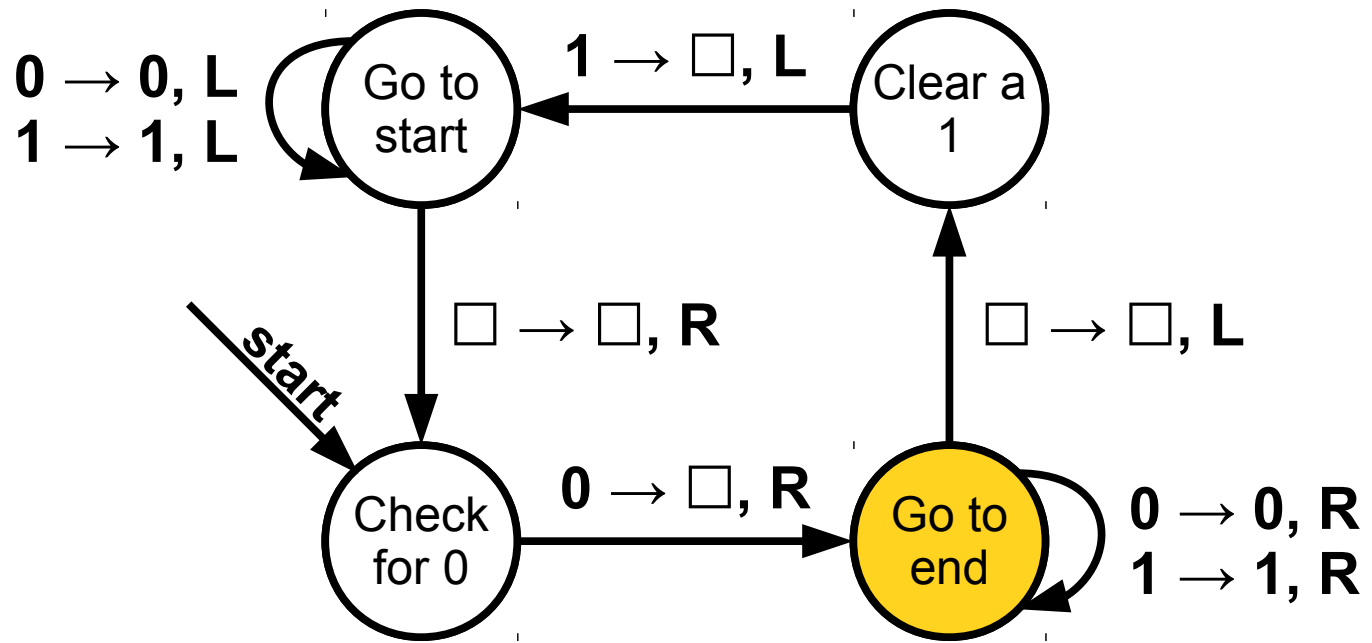 0 → 0, L
1 → 1, L
Go to
start
1 → □, L
Clear a
1
□ → □, R
□ → □, L
start
Check
for 0
0 → □, R
Go to
end
0 → 0, R
1 → 1, R